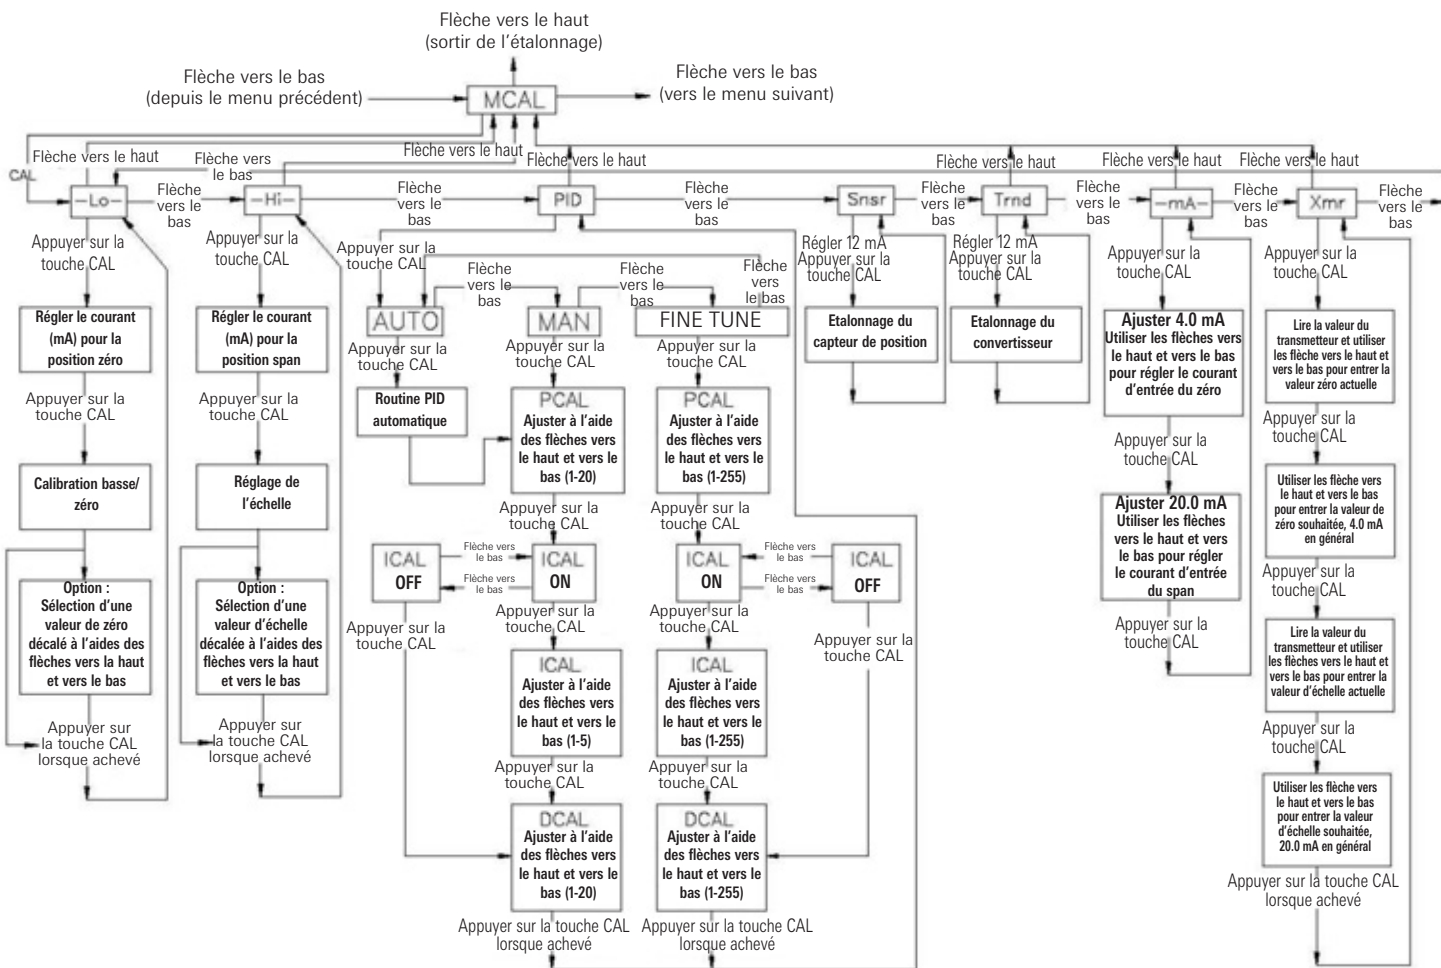 Flèche vers le haut
(sortir de l'étalonnage)
Flèche vers le bas
(depuis le menu précédent)
MCAL
Flèche vers le bas
(vers le menu suivant)
CAL
Flèche vers le haut
Flèche vers
le bas
Flèche vers le haut
Flèche vers le haut
Flèche vers le haut
Flèche vers le haut
Flèche vers le haut
-Lo-
Flèche
vers le
bas
-Hi-
Flèche
vers le
bas
PID
Flèche
vers le
bas
Snsr
Flèche
vers le
bas
Trnd
Flèche
vers le
bas
-mA-
Flèche
vers le
bas
Xmr
Flèche
vers le
bas
Appuyer sur la
touche CAL
Régler le courant
(mA) pour la
position zéro
Appuyer sur la
touche CAL
Calibration basse/
zéro
Option :
Sélection d'une
valeur de zéro
décalé à l'aides des
flèches vers la haut
et vers le bas
Appuyer sur
la touche CAL
lorsque achevé
Appuyer sur la
touche CAL
Régler le courant
(mA) pour la
position span
Appuyer sur la
touche CAL
Réglage de
l'échelle
Option :
Sélection d'une
valeur d'échelle
décalée à l'aides des
flèches vers la haut
et vers le bas
Appuyer sur
la touche CAL
lorsque achevé
Appuyer sur la
touche CAL
Flèche
vers le
bas
Flèche
vers le
bas
Flèche
vers
le bas
AUTO
MAN
FINE TUNE
Appuyer sur la
touche CAL
Appuyer sur la
touche CAL
Appuyer sur la
touche CAL
Routine PID
automatique
PCAL
Ajuster à l'aide
des flèches vers
le haut et vers le
bas (1-20)
PCAL
Ajuster à l'aide
des flèches vers
le haut et vers le
bas (1-255)
Appuyer sur la
touche CAL
Appuyer sur la
touche CAL
ICAL
OFF
Flèche vers
le bas
Flèche vers
le bas
ICAL
ON
ICAL
ON
Flèche vers
le bas
Flèche vers
le bas
ICAL
OFF
Appuyer sur la
touche CAL
Appuyer sur la
touche CAL
Appuyer sur la
touche CAL
Appuyer sur la
touche CAL
ICAL
Ajuster à l'aide
des flèches vers
le haut et vers le
bas (1-5)
ICAL
Ajuster à l'aide
des flèches vers
le haut et vers le
bas (1-255)
Appuyer sur la
touche CAL
Appuyer sur la
touche CAL
DCAL
Ajuster à l'aide
des flèches vers
le haut et vers le
bas (1-20)
DCAL
Ajuster à l'aide
des flèches vers
le haut et vers le
bas (1-255)
Appuyer sur la touche CAL
lorsque achevé
Appuyer sur la touche CAL
lorsque achevé
Régler 12 mA
Appuyer sur la
touche CAL
Etalonnage du
capteur de position
Régler 12 mA
Appuyer sur la
touche CAL
Etalonnage du
convertisseur
Appuyer sur la
touche CAL
Ajuster 4.0 mA
Utiliser les flèches vers
le haut et vers le bas
pour régler le courant
d'entrée du zéro
Appuyer sur la
touche CAL
Ajuster 20.0 mA
Utiliser les flèches
vers le haut et vers
le bas pour régler
le courant d'entrée
du span
Appuyer sur la
touche CAL
Appuyer sur la
touche CAL
Lire la valeur du
transmetteur et utiliser
les flèche vers le haut et
vers le bas pour entrer la
valeur zéro actuelle
Appuyer sur la
touche CAL
Utiliser les flèche vers
le haut et vers le bas
pour entrer la valeur de
zéro souhaitée, 4.0 mA
en général
Appuyer sur la
touche CAL
Lire la valeur du
transmetteur et utiliser
les flèches vers le haut et
vers le bas pour entrer la
valeur d'échelle actuelle
Appuyer sur la
touche CAL
Utiliser les flèche vers
le haut et vers le bas
pour entrer la valeur
d'échelle souhaitée,
20.0 mA en général
Appuyer sur la touche CAL
lorsque achevé